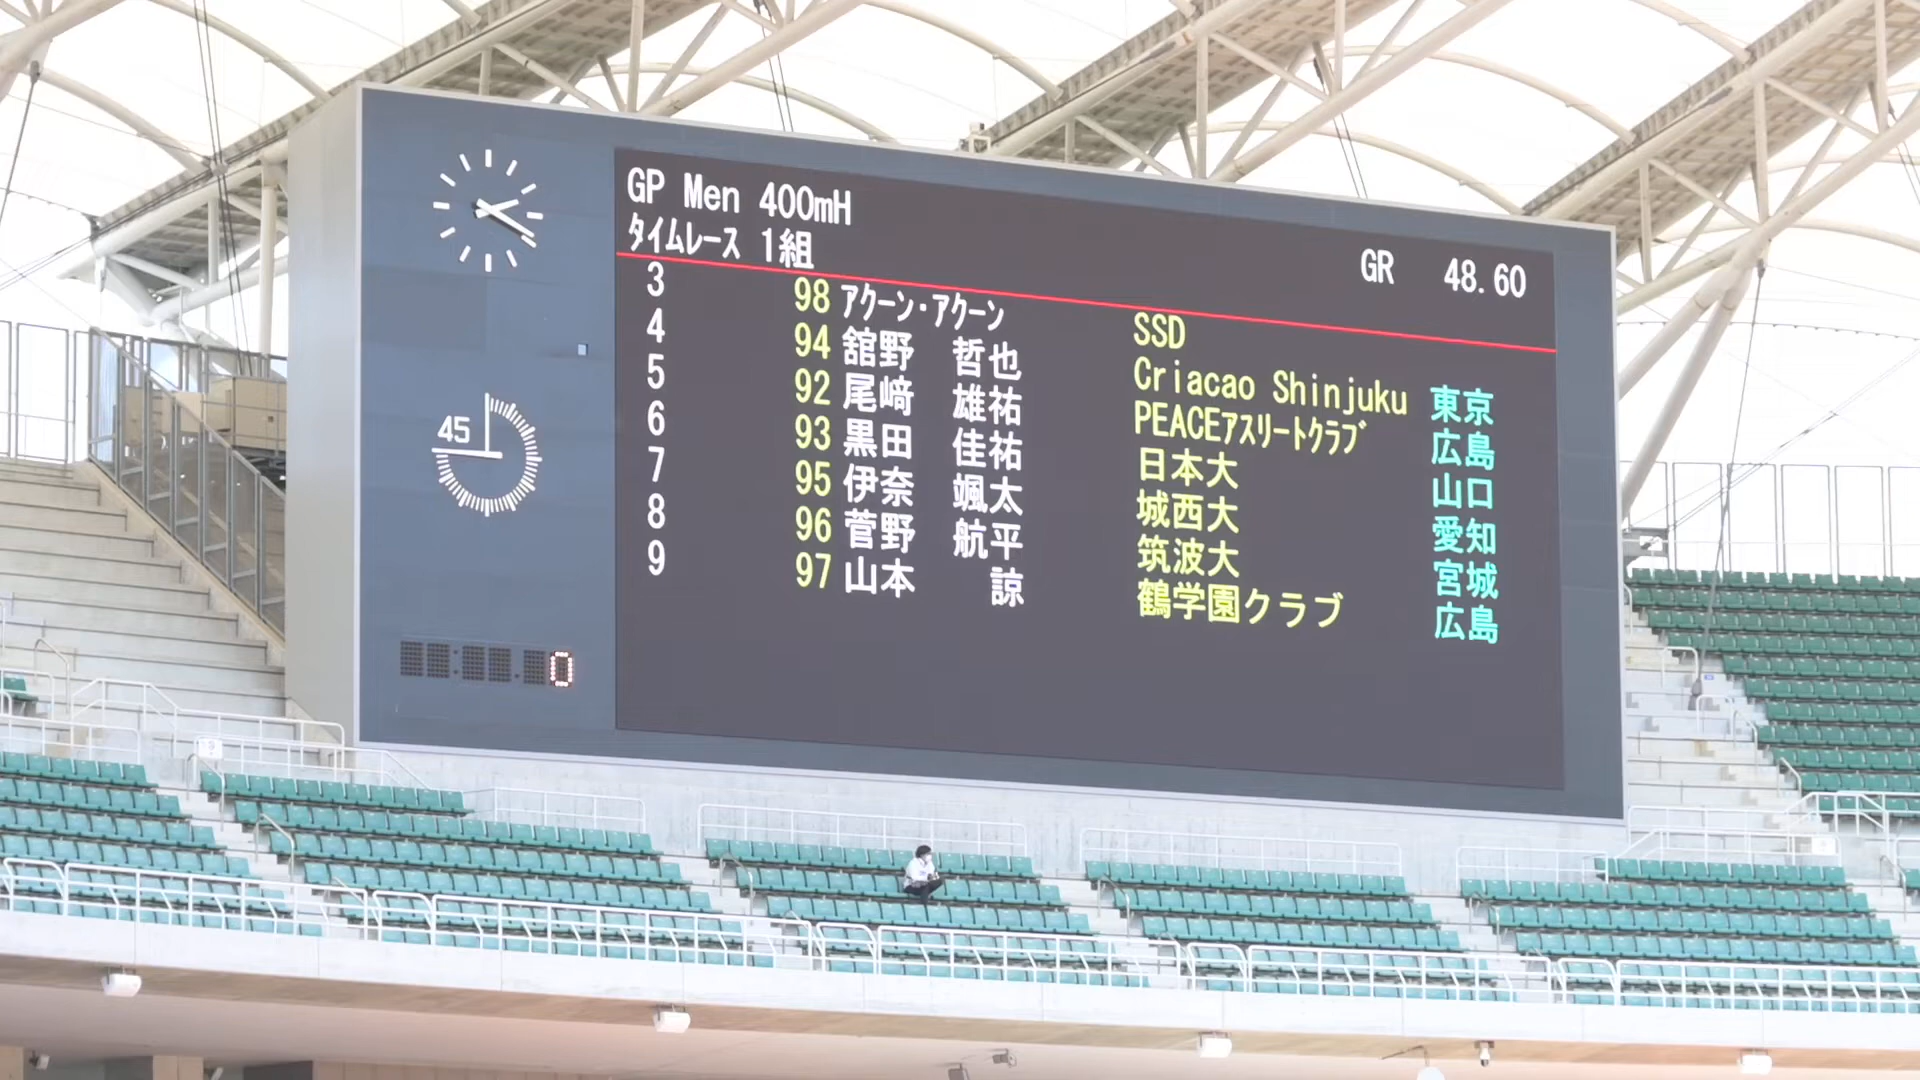 GP Men 400mH
タイムレース 1組 GR 48.60
3 98 アクーン・アクーン SSD
4 94 舘野 哲也 Criacao Shinjuku 東京
5 92 尾﨑 雄祐 PEACEアスリートクラブ 広島
6 93 黒田 佳祐 日本大 山口
7 95 伊奈 颯太 城西大 愛知
8 96 菅野 航平 筑波大 宮城
9 97 山本 諒 鶴学園クラブ 広島
45
0